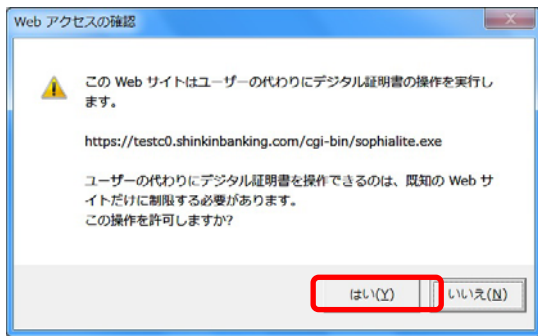 Web アクセスの確認
この Web サイトはユーザーの代わりにデジタル証明書の操作を実行し
ます。
https://testc0.shinkinbanking.com/cgi-bin/sophialite.exe
ユーザーの代わりにデジタル証明書を操作できるのは、既知の Web サ
イトだけに制限する必要があります。
この操作を許可しますか?
はい(Y) いいえ(N)